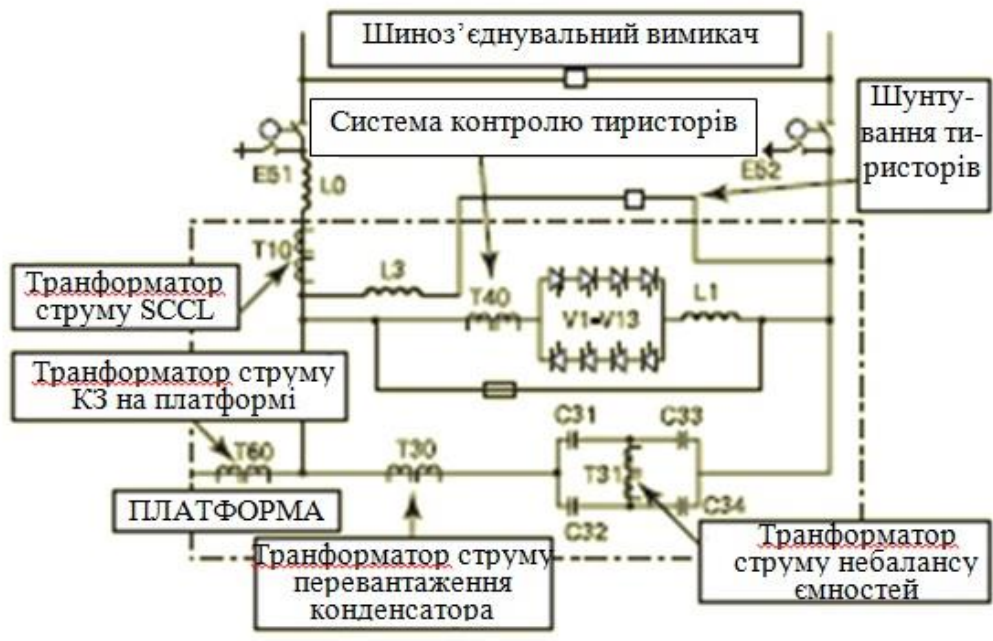 Шиноз’єднувальний вимикач
Шунту-
вання ти-
ристорів
Система контролю тиристорів
E51
L0
E52
T10
Транформатор
струму SCCL
L3
T40
V1-V13
L1
Транформатор струму
КЗ на платформі
C31
C33
T60
T30
T31
C32
C34
ПЛАТФОРМА
Транформатор струму
перевантаження
конденсатора
Транформатор
струму небалансу
ємностей